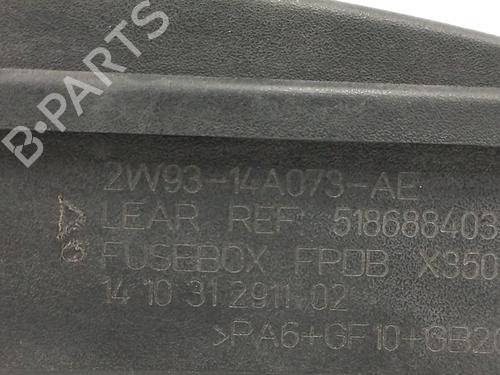 B-PARTS
2W93-14A073-AE
LEAR REF: 518688403
FUSEBOX FPDB X350
14 10 31 2911 02
>PA6+GF10+GB20